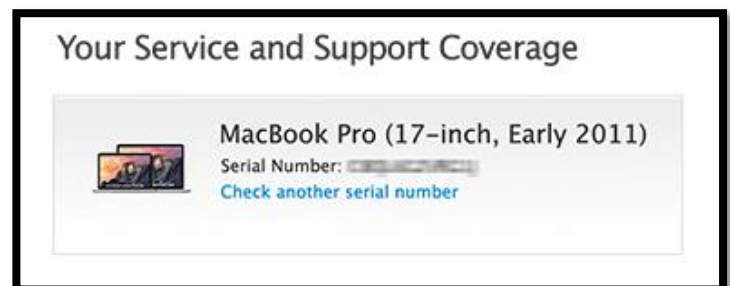 Your Service and Support Coverage
MacBook Pro (17-inch, Early 2011)
Serial Number:
Check another serial number